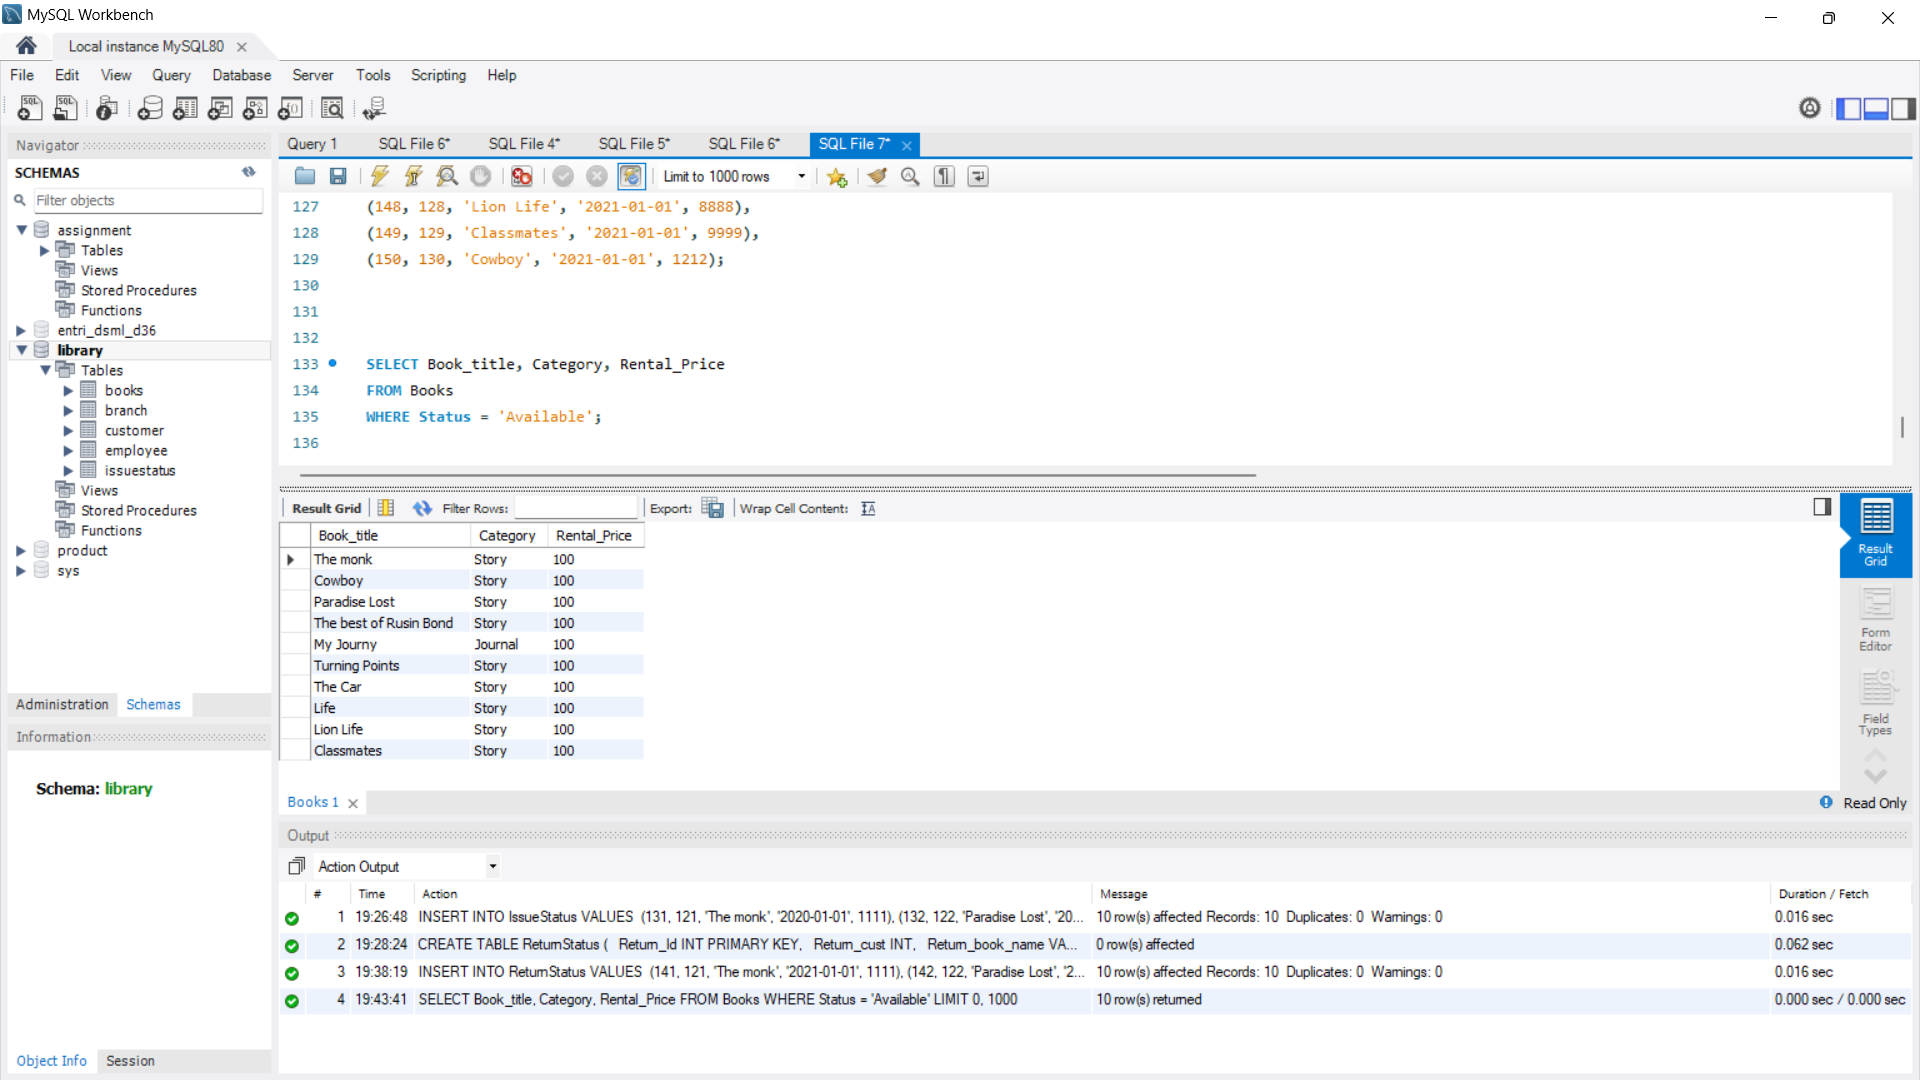 MySQL Workbench
Local instance MySQL80
File Edit View Query Database Server Tools Scripting Help
Navigator
SCHEMAS
Filter objects
assignment
Tables
Views
Stored Procedures
Functions
entri_dsml_d36
library
Tables
books
branch
customer
employee
issuestatus
Views
Stored Procedures
Functions
product
sys
Administration Schemas
Information
Schema: library
Object Info Session
Query 1 SQL File 6* SQL File 4* SQL File 5* SQL File 6* SQL File 7*
Limit to 1000 rows
127 (148, 128, 'Lion Life', '2021-01-01', 8888),
128 (149, 129, 'Classmates', '2021-01-01', 9999),
129 (150, 130, 'Cowboy', '2021-01-01', 1212);
130
131
132
133 SELECT Book_title, Category, Rental_Price
134 FROM Books
135 WHERE Status = 'Available';
136
Result Grid Filter Rows: Export: Wrap Cell Content:
Book_title Category Rental_Price
The monk Story 100
Cowboy Story 100
Paradise Lost Story 100
The best of Rusin Bond Story 100
My Journy Journal 100
Turning Points Story 100
The Car Story 100
Life Story 100
Lion Life Story 100
Classmates Story 100
Result
Grid
Form
Editor
Field
Types
Books 1
Read Only
Output
Action Output
# Time Action Message Duration / Fetch
1 19:26:48 INSERT INTO IssueStatus VALUES (131, 121, 'The monk', '2020-01-01', 1111), (132, 122, 'Paradise Lost', '20... 10 row(s) affected Records: 10 Duplicates: 0 Warnings: 0 0.016 sec
2 19:28:24 CREATE TABLE ReturnStatus ( Return_Id INT PRIMARY KEY, Return_cust INT, Return_book_name VA... 0 row(s) affected 0.062 sec
3 19:38:19 INSERT INTO ReturnStatus VALUES (141, 121, 'The monk', '2021-01-01', 1111), (142, 122, 'Paradise Lost', '2... 10 row(s) affected Records: 10 Duplicates: 0 Warnings: 0 0.016 sec
4 19:43:41 SELECT Book_title, Category, Rental_Price FROM Books WHERE Status = 'Available' LIMIT 0, 1000 10 row(s) returned 0.000 sec / 0.000 sec